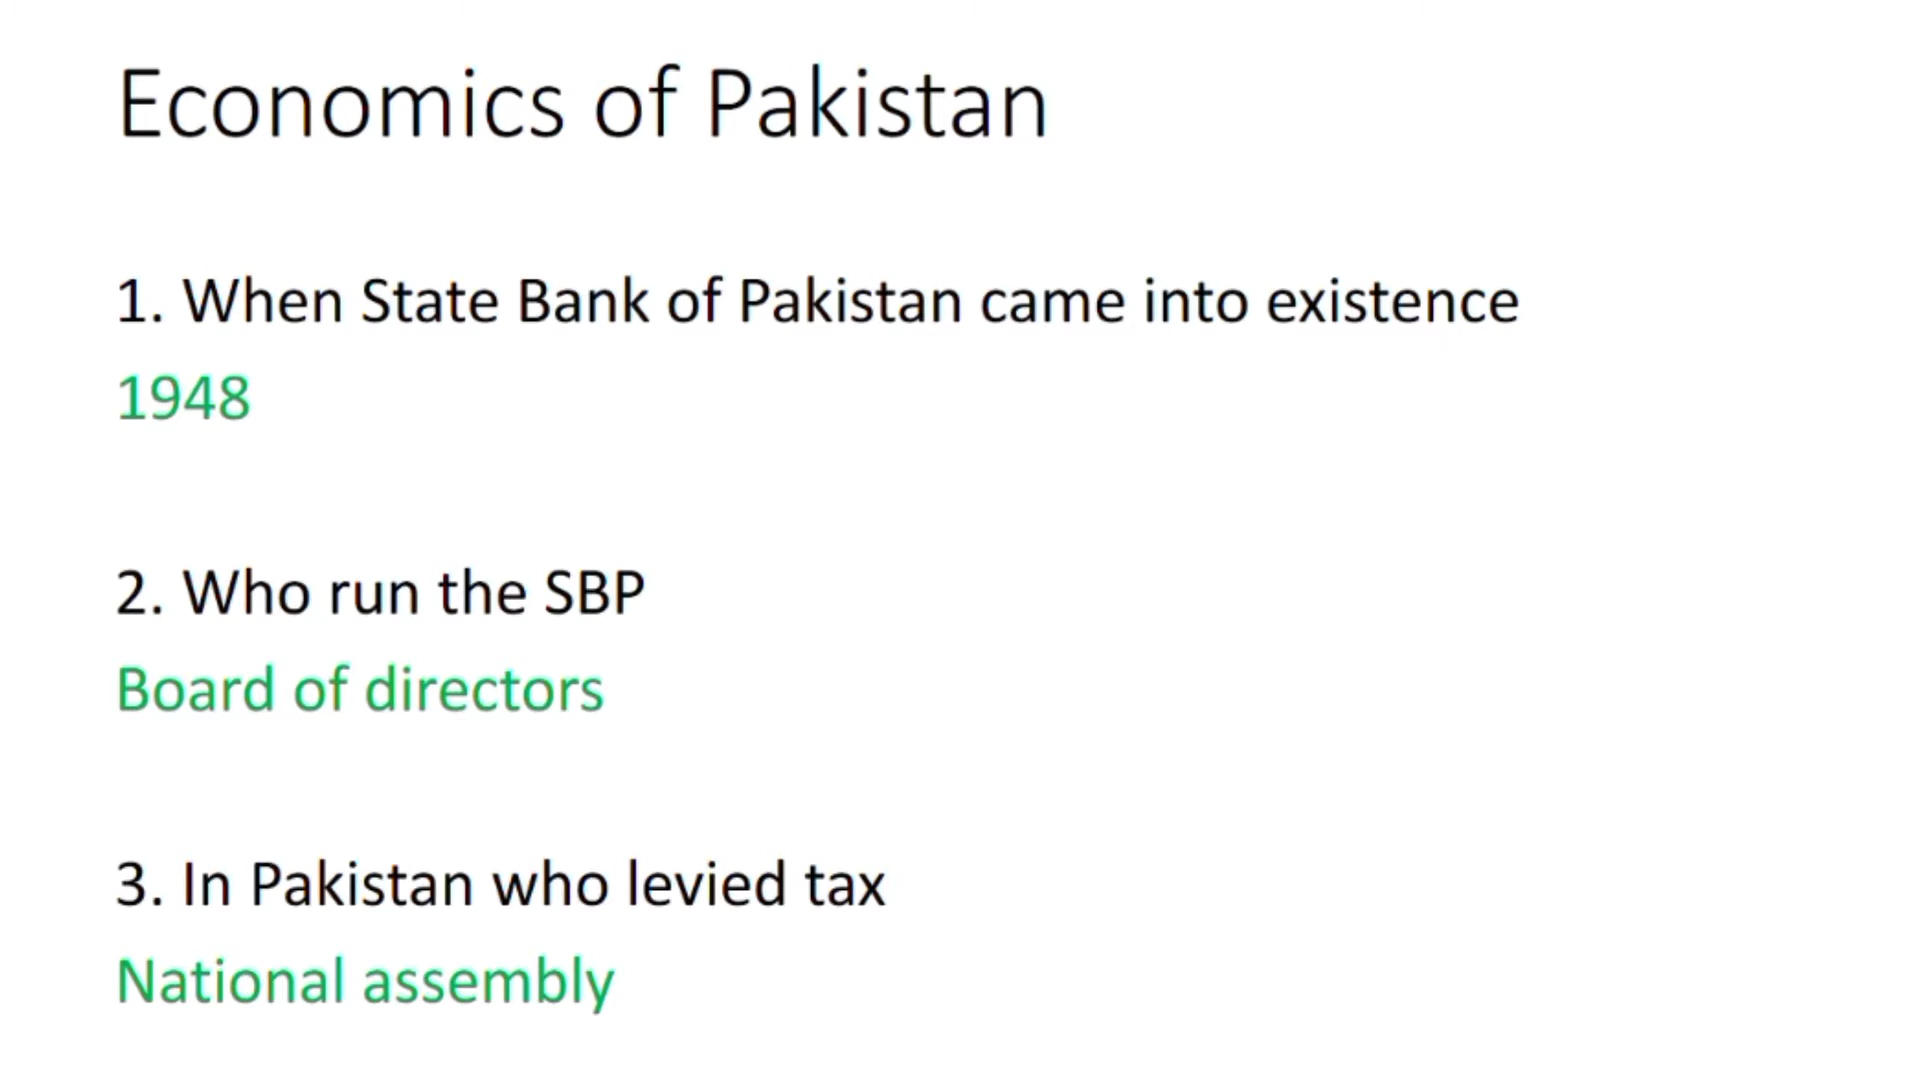 Economics of Pakistan
1. When State Bank of Pakistan came into existence
1948
2. Who run the SBP
Board of directors
3. In Pakistan who levied tax
National assembly